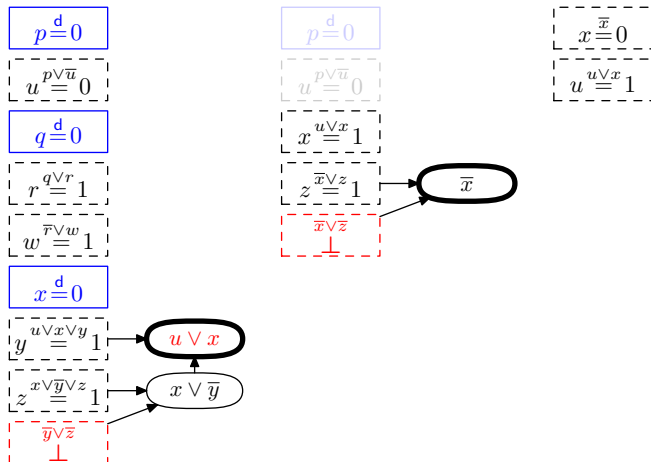 p =ᵈ 0
u =^{p∨u̅} 0
q =ᵈ 0
r =^{q∨r} 1
w =^{r̅∨w} 1
x =ᵈ 0
y =^{u∨x∨y} 1
u ∨ x
z =^{x∨y̅∨z} 1
x ∨ y̅
y̅∨z̅
⊥
p =ᵈ 0
u =^{p∨u̅} 0
x =^{u∨x} 1
z =^{x̅∨z} 1
x̅
x̅∨z̅
⊥
x =^{x̅} 0
u =^{u∨x} 1